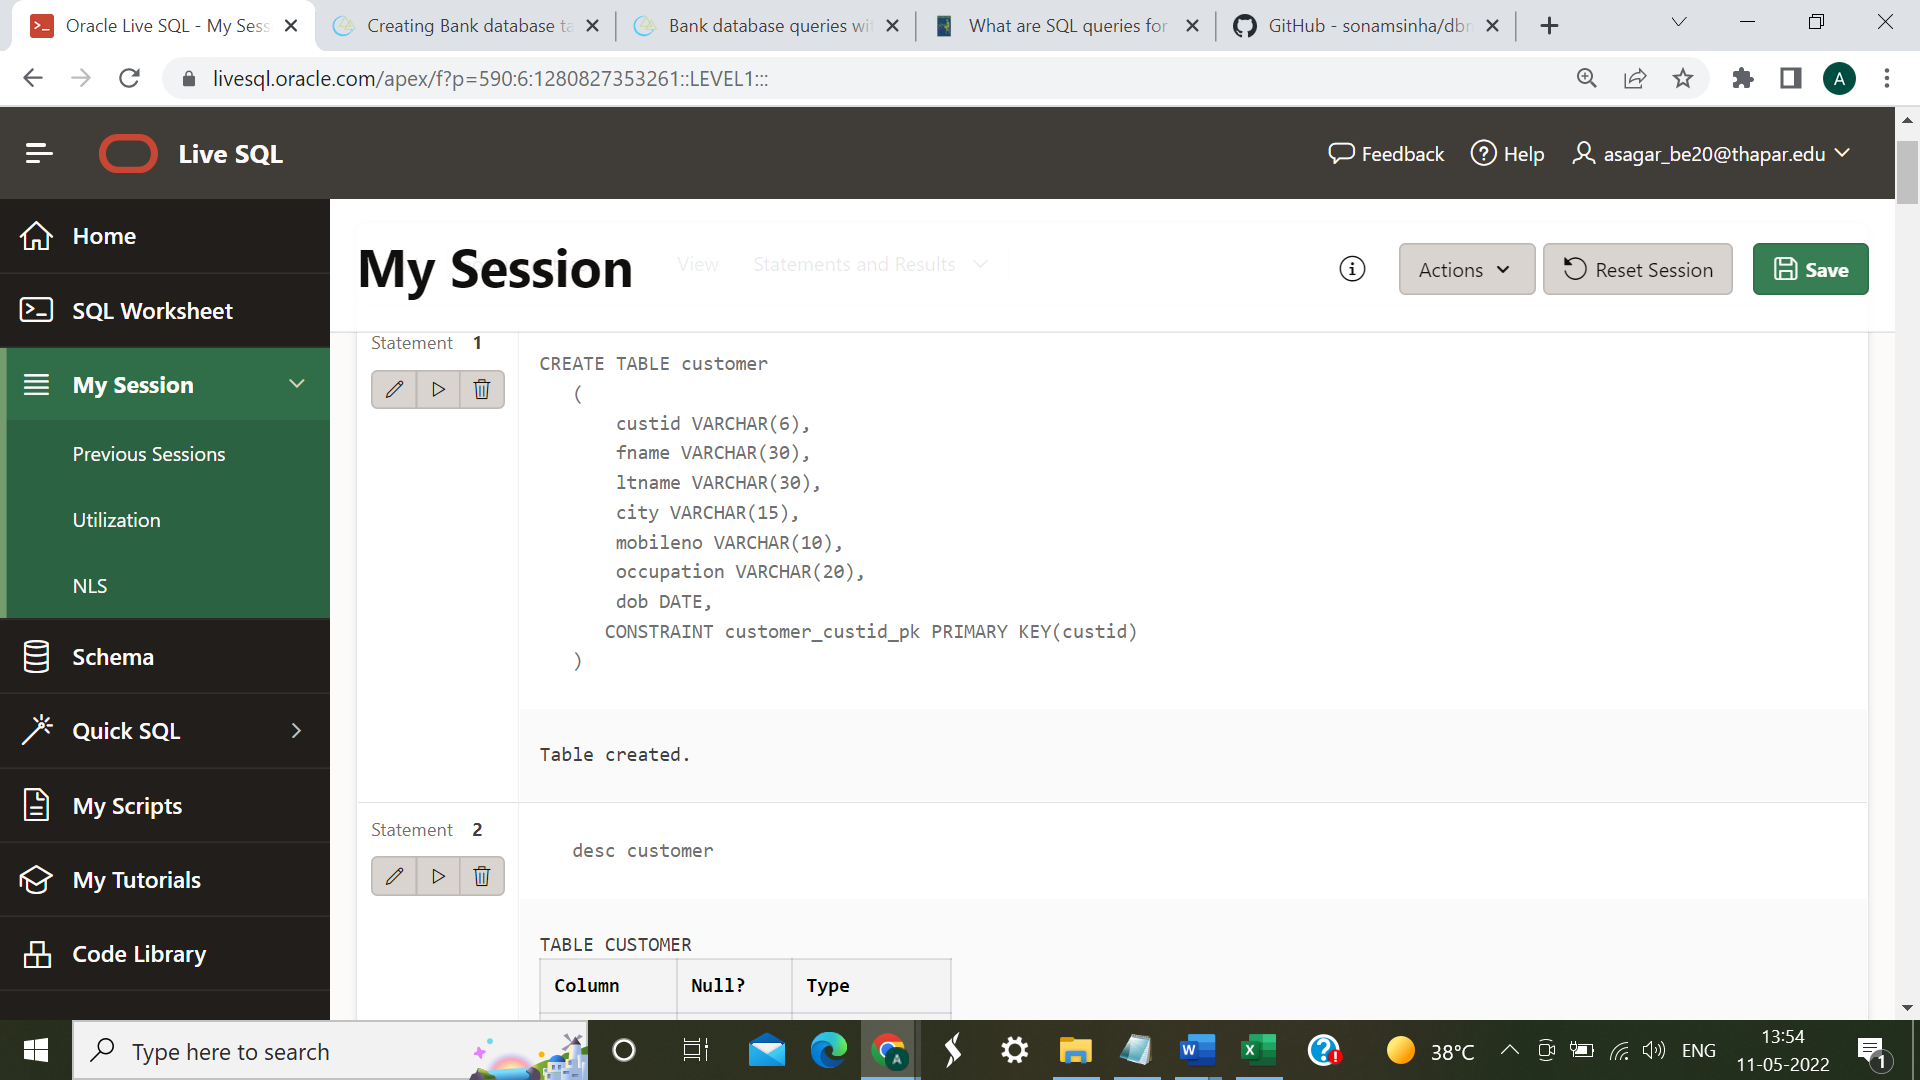 Oracle Live SQL - My Sess
Creating Bank database ta
Bank database queries wi
What are SQL queries for
GitHub - sonamsinha/dbm
livesql.oracle.com/apex/f?p=590:6:1280827353261::LEVEL1:::
A
Live SQL
Feedback
Help
asagar_be20@thapar.edu
Home
SQL Worksheet
My Session
Previous Sessions
Utilization
NLS
Schema
Quick SQL
My Scripts
My Tutorials
Code Library
My Session
View
Statements and Results
Actions
Reset Session
Save
Statement 1
CREATE TABLE customer
(
custid VARCHAR(6),
fname VARCHAR(30),
ltname VARCHAR(30),
city VARCHAR(15),
mobileno VARCHAR(10),
occupation VARCHAR(20),
dob DATE,
CONSTRAINT customer_custid_pk PRIMARY KEY(custid)
)
Table created.
Statement 2
desc customer
TABLE CUSTOMER
Column Null? Type
Type here to search
38°C
ENG
13:54
11-05-2022
1